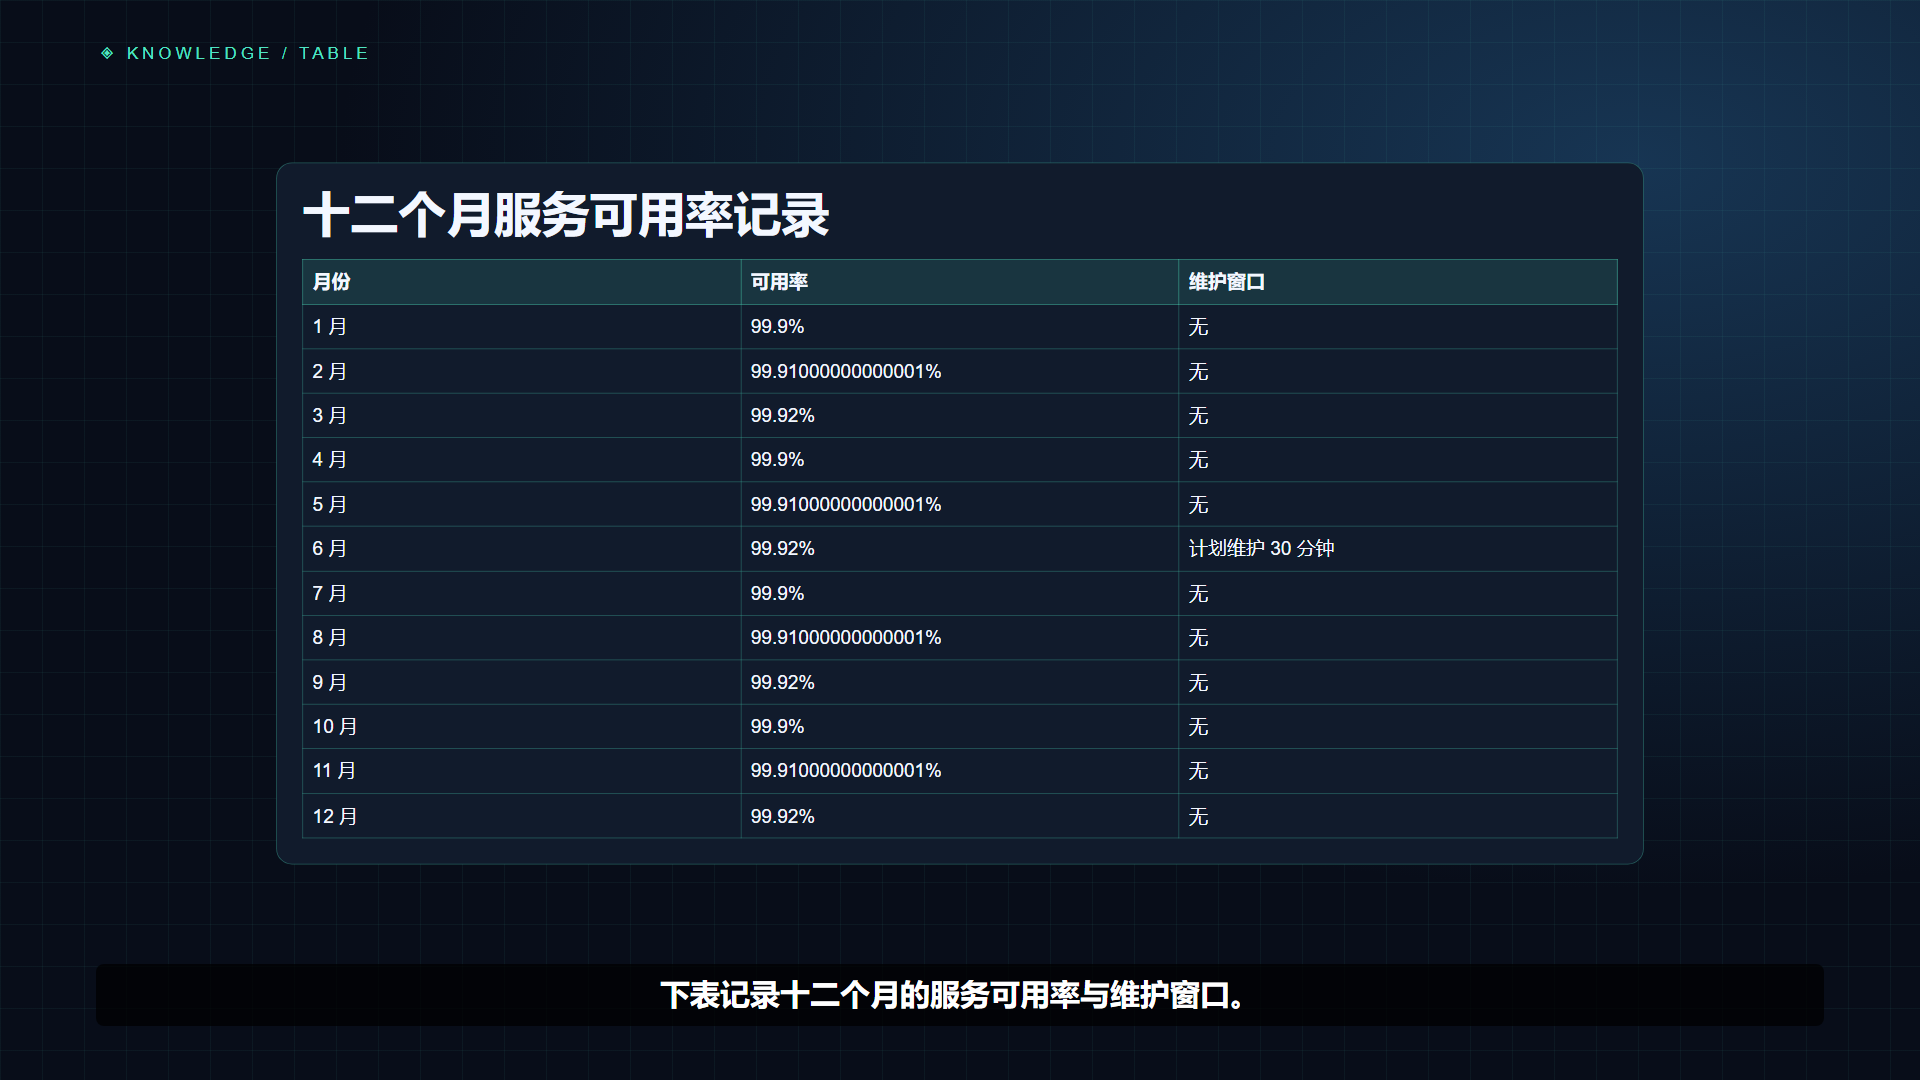 ◈ KNOWLEDGE / TABLE
十二个月服务可用率记录
月份 可用率 维护窗口
1 月 99.9% 无
2 月 99.91000000000001% 无
3 月 99.92% 无
4 月 99.9% 无
5 月 99.91000000000001% 无
6 月 99.92% 计划维护 30 分钟
7 月 99.9% 无
8 月 99.91000000000001% 无
9 月 99.92% 无
10 月 99.9% 无
11 月 99.91000000000001% 无
12 月 99.92% 无
下表记录十二个月的服务可用率与维护窗口。